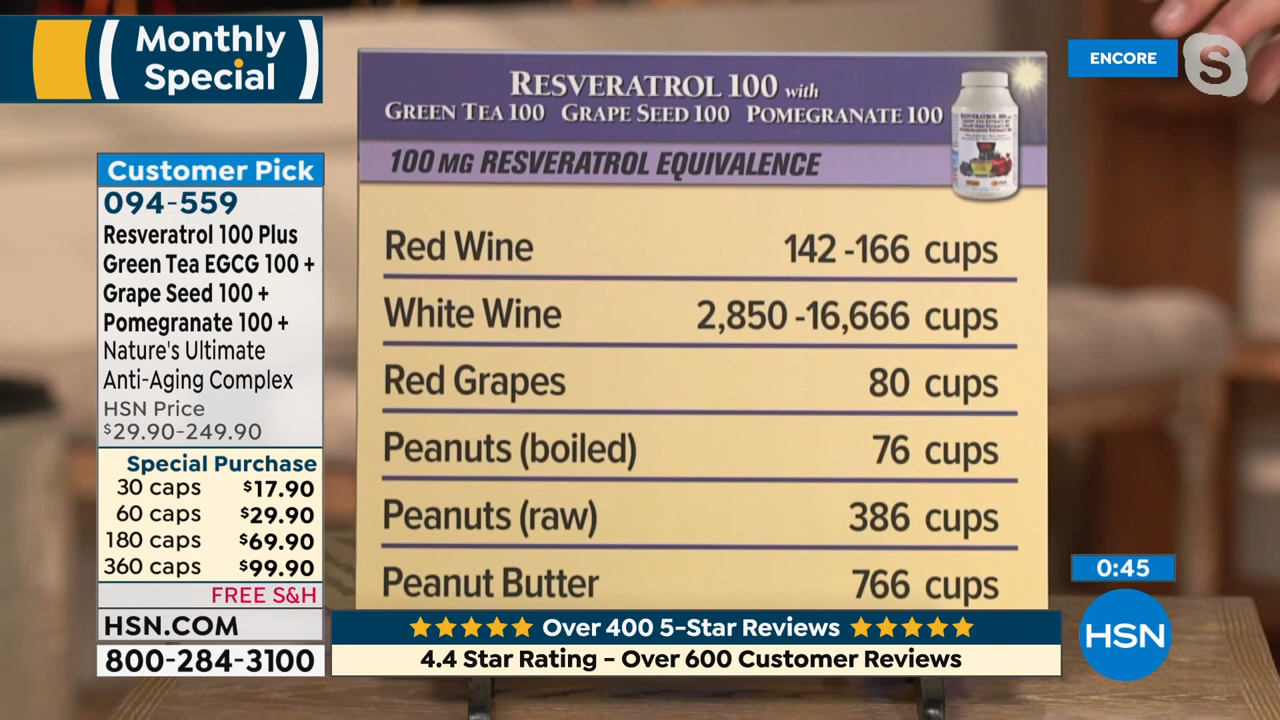 Monthly
Special
ENCORE
S
Customer Pick
094-559
Resveratrol 100 Plus
Green Tea EGCG 100 +
Grape Seed 100 +
Pomegranate 100 +
Nature's Ultimate
Anti-Aging Complex
HSN Price
$29.90-249.90
Special Purchase
30 caps $17.90
60 caps $29.90
180 caps $69.90
360 caps $99.90
FREE S&H
HSN.COM
800-284-3100
RESVERATROL 100 with
GREEN TEA 100 GRAPE SEED 100 POMEGRANATE 100
100 MG RESVERATROL EQUIVALENCE
Red Wine 142 -166 cups
White Wine 2,850 -16,666 cups
Red Grapes 80 cups
Peanuts (boiled) 76 cups
Peanuts (raw) 386 cups
Peanut Butter 766 cups
Over 400 5-Star Reviews
4.4 Star Rating – Over 600 Customer Reviews
0:45
HSN